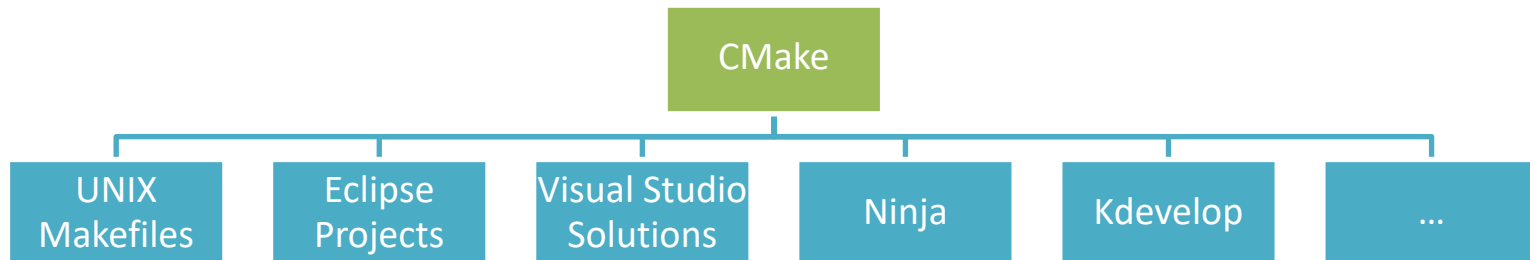 CMake
UNIX
Makefiles
Eclipse
Projects
Visual Studio
Solutions
Ninja
Kdevelop
...